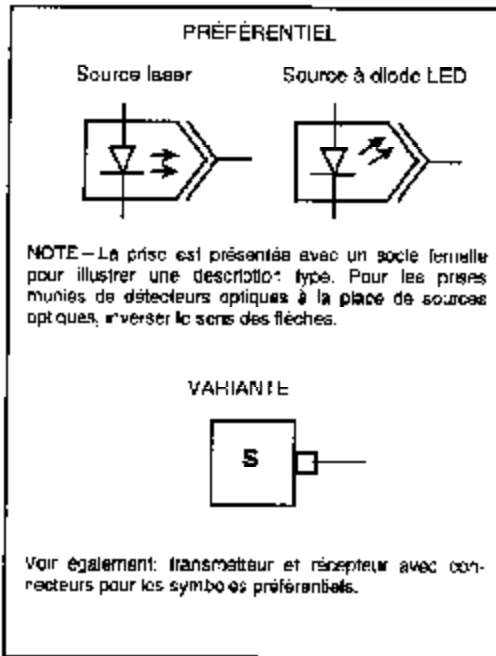 PRÉFÉRENTIEL
Source laser
Source à diode LED
NOTE – La prise est présentée avec un socle femelle
pour illustrer une description type. Pour les prises
munies de détecteurs optiques à la place de sources
optiques, inverser le sens des flèches.
VARIANTE
S
Voir également: transmetteur et récepteur avec con-
necteurs pour les symboles préférentiels.